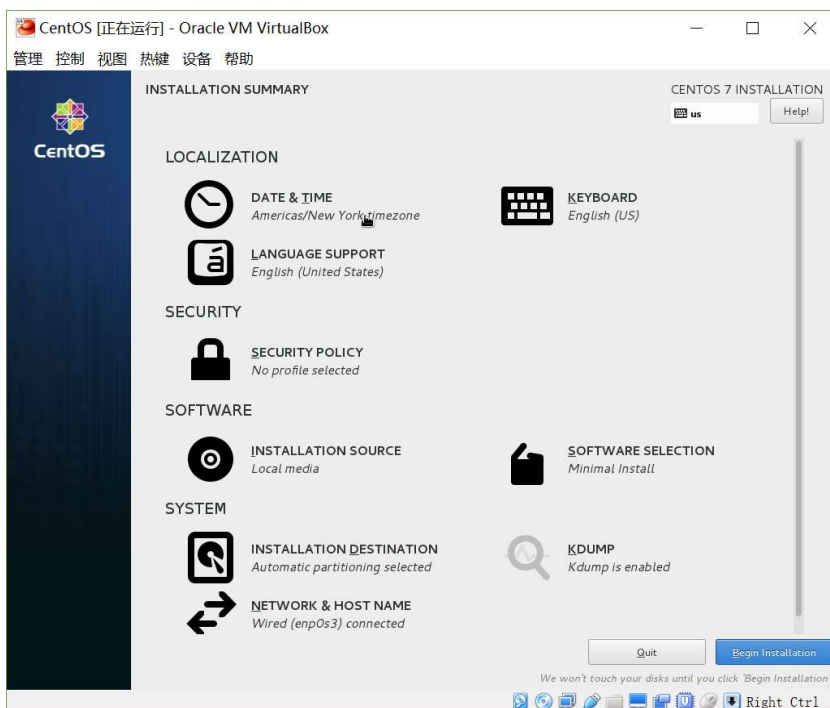 CentOS [正在运行] - Oracle VM VirtualBox
管理 控制 视图 热键 设备 帮助
CentOS
INSTALLATION SUMMARY
CENTOS 7 INSTALLATION
us
Help!
LOCALIZATION
DATE & TIME
Americas/New York timezone
KEYBOARD
English (US)
LANGUAGE SUPPORT
English (United States)
SECURITY
SECURITY POLICY
No profile selected
SOFTWARE
INSTALLATION SOURCE
Local media
SOFTWARE SELECTION
Minimal Install
SYSTEM
INSTALLATION DESTINATION
Automatic partitioning selected
KDUMP
Kdump is enabled
NETWORK & HOST NAME
Wired (enp0s3) connected
Quit
Begin Installation
We won't touch your disks until you click 'Begin Installation'
Right Ctrl